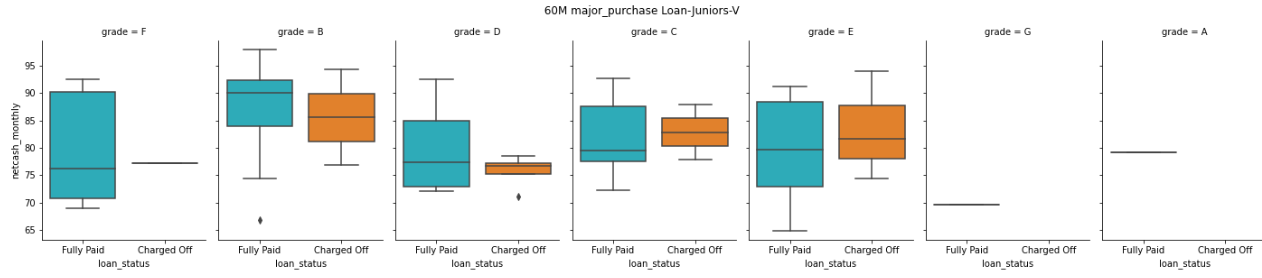 60M major_purchase Loan-Juniors-V
grade = F grade = B grade = D grade = C grade = E grade = G grade = A
netcash_monthly
95
90
85
80
75
70
65
Fully Paid Charged Off Fully Paid Charged Off Fully Paid Charged Off Fully Paid Charged Off Fully Paid Charged Off Fully Paid Charged Off Fully Paid Charged Off
loan_status loan_status loan_status loan_status loan_status loan_status loan_status